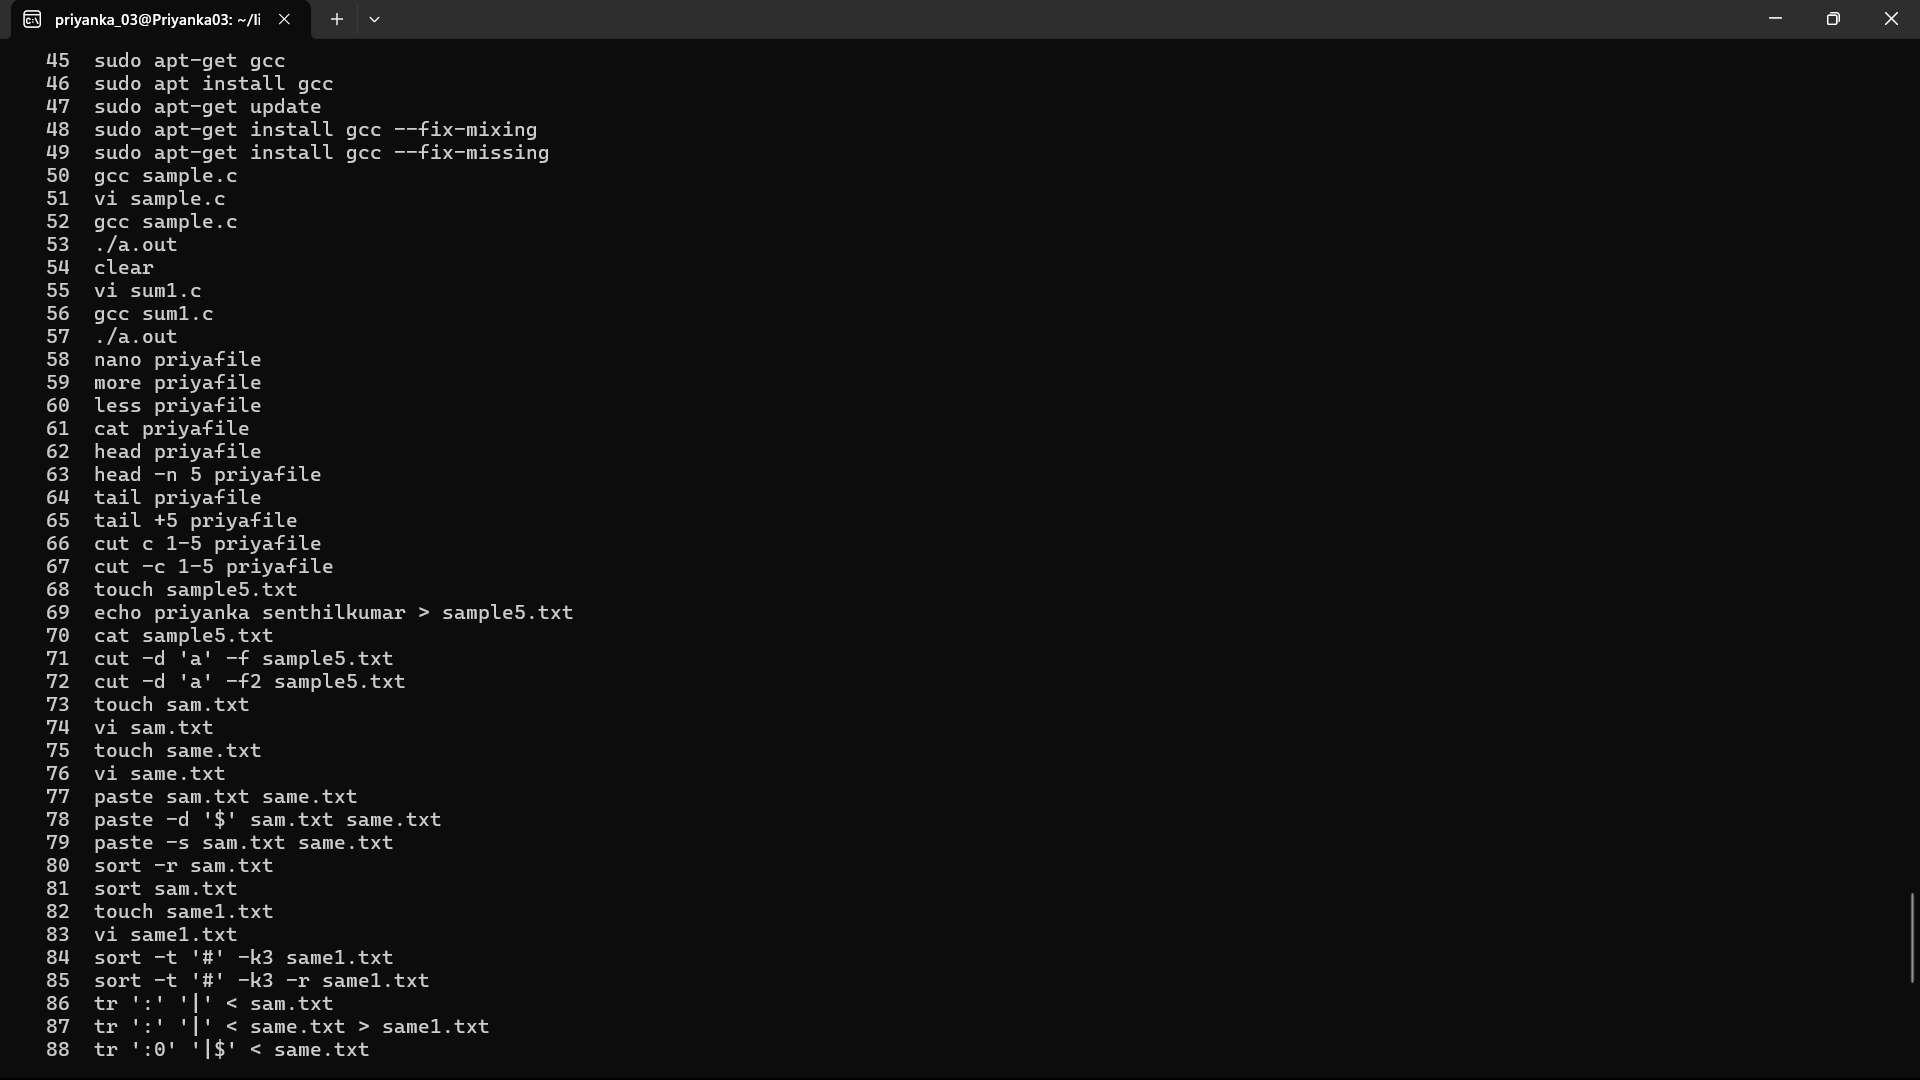 priyanka_03@Priyanka03: ~/li
45 sudo apt-get gcc
46 sudo apt install gcc
47 sudo apt-get update
48 sudo apt-get install gcc --fix-mixing
49 sudo apt-get install gcc --fix-missing
50 gcc sample.c
51 vi sample.c
52 gcc sample.c
53 ./a.out
54 clear
55 vi sum1.c
56 gcc sum1.c
57 ./a.out
58 nano priyafile
59 more priyafile
60 less priyafile
61 cat priyafile
62 head priyafile
63 head -n 5 priyafile
64 tail priyafile
65 tail +5 priyafile
66 cut c 1-5 priyafile
67 cut -c 1-5 priyafile
68 touch sample5.txt
69 echo priyanka senthilkumar > sample5.txt
70 cat sample5.txt
71 cut -d 'a' -f sample5.txt
72 cut -d 'a' -f2 sample5.txt
73 touch sam.txt
74 vi sam.txt
75 touch same.txt
76 vi same.txt
77 paste sam.txt same.txt
78 paste -d '$' sam.txt same.txt
79 paste -s sam.txt same.txt
80 sort -r sam.txt
81 sort sam.txt
82 touch same1.txt
83 vi same1.txt
84 sort -t '#' -k3 same1.txt
85 sort -t '#' -k3 -r same1.txt
86 tr ':' '|' < sam.txt
87 tr ':' '|' < same.txt > same1.txt
88 tr ':0' '|$' < same.txt